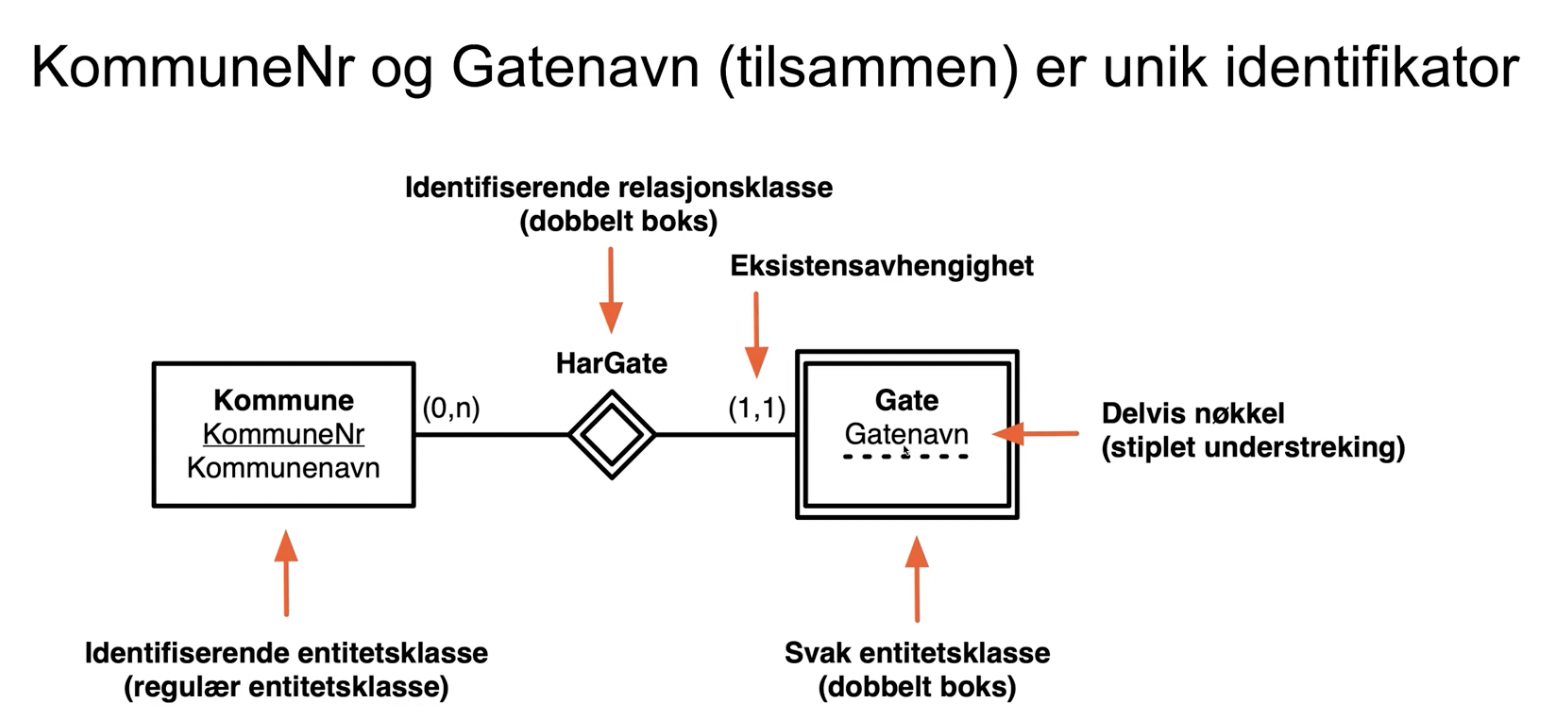 KommuneNr og Gatenavn (tilsammen) er unik identifikator
Identifiserende relasjonsklasse
(dobbelt boks)
Eksistensavhengighet
HarGate
Kommune
KommuneNr
Kommunenavn
(0,n)
(1,1)
Gate
Gatenavn
Delvis nøkkel
(stiplet understreking)
Identifiserende entitetsklasse
(regulær entitetsklasse)
Svak entitetsklasse
(dobbelt boks)